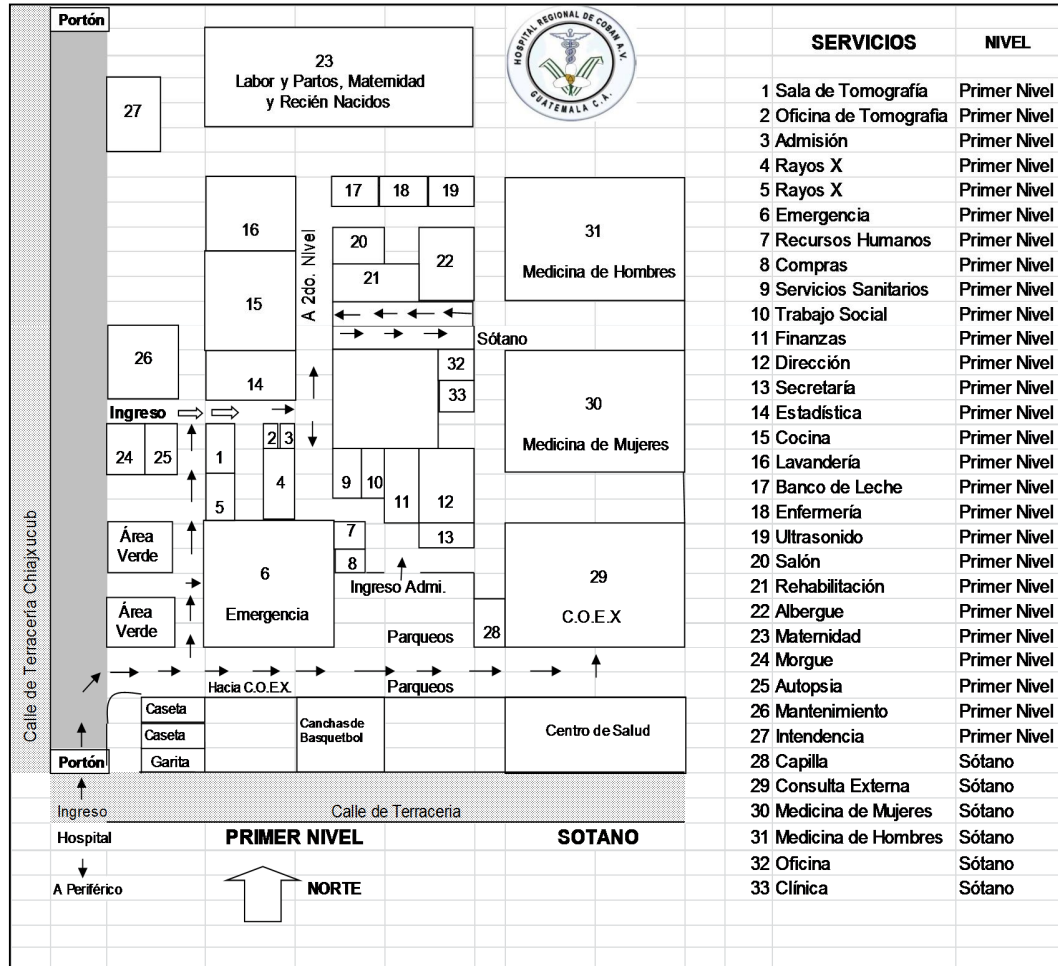 Portón
23
Labor y Partos, Maternidad
y Recién Nacidos
27
HOSPITAL REGIONAL DE COBAN A.V.
GUATEMALA C.A.
17 18 19
16
20
22
21
31
Medicina de Hombres
A 2do. Nivel
15
Sótano
26
14
32
33
30
Medicina de Mujeres
Ingreso
24 25
1
2 3
4
5
9 10
11
12
13
7
8
Ingreso Admi.
Área
Verde
Área
Verde
6
Emergencia
29
C.O.E.X
28
Parqueos
Hacia C.O.E.X.
Parqueos
Calle de Terracería Chiajxucub
Caseta
Caseta
Garita
Canchas de
Basquetbol
Centro de Salud
Portón
Ingreso
Calle de Terraceria
Hospital
PRIMER NIVEL
SOTANO
A Periférico
NORTE
SERVICIOS NIVEL
1 Sala de Tomografía Primer Nivel
2 Oficina de Tomografia Primer Nivel
3 Admisión Primer Nivel
4 Rayos X Primer Nivel
5 Rayos X Primer Nivel
6 Emergencia Primer Nivel
7 Recursos Humanos Primer Nivel
8 Compras Primer Nivel
9 Servicios Sanitarios Primer Nivel
10 Trabajo Social Primer Nivel
11 Finanzas Primer Nivel
12 Dirección Primer Nivel
13 Secretaría Primer Nivel
14 Estadística Primer Nivel
15 Cocina Primer Nivel
16 Lavandería Primer Nivel
17 Banco de Leche Primer Nivel
18 Enfermería Primer Nivel
19 Ultrasonido Primer Nivel
20 Salón Primer Nivel
21 Rehabilitación Primer Nivel
22 Albergue Primer Nivel
23 Maternidad Primer Nivel
24 Morgue Primer Nivel
25 Autopsia Primer Nivel
26 Mantenimiento Primer Nivel
27 Intendencia Primer Nivel
28 Capilla Sótano
29 Consulta Externa Sótano
30 Medicina de Mujeres Sótano
31 Medicina de Hombres Sótano
32 Oficina Sótano
33 Clínica Sótano